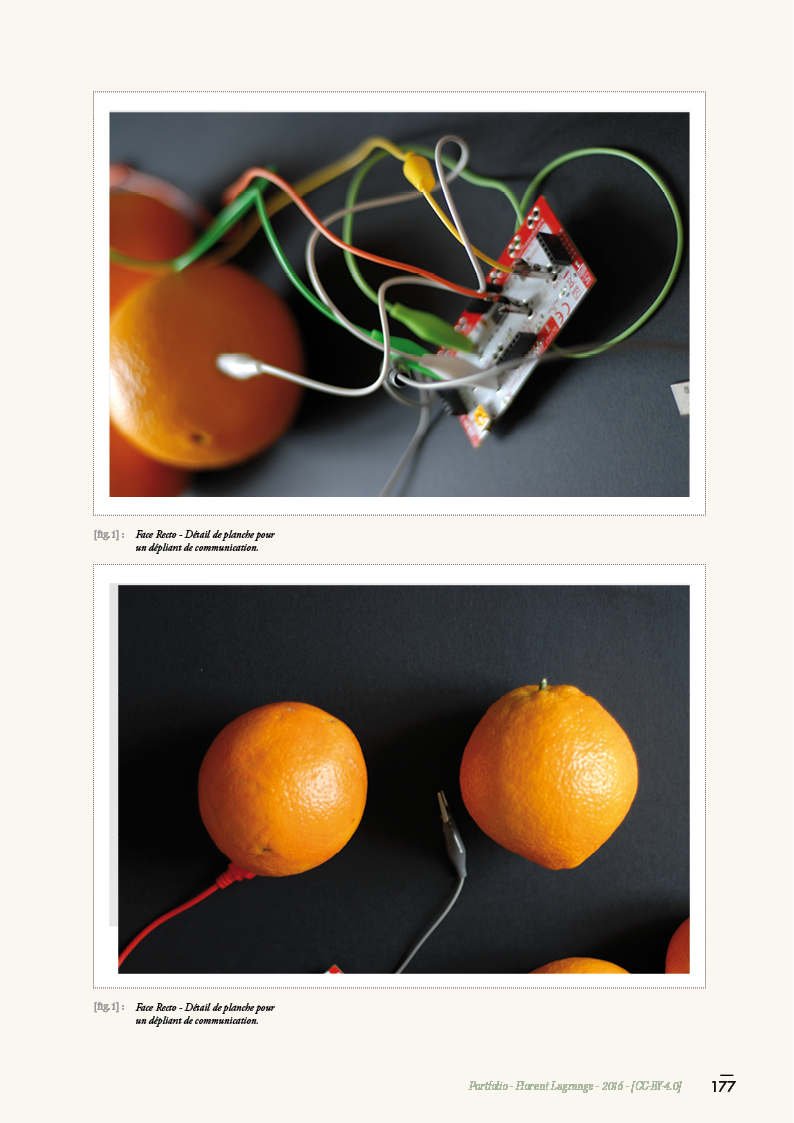 [fig.1] : Face Recto - Détail de planche pour
un dépliant de communication.
[fig.1] : Face Recto - Détail de planche pour
un dépliant de communication.
Portfolio - Florent Lagrange - 2016 - [CC-BY-4.0] 177